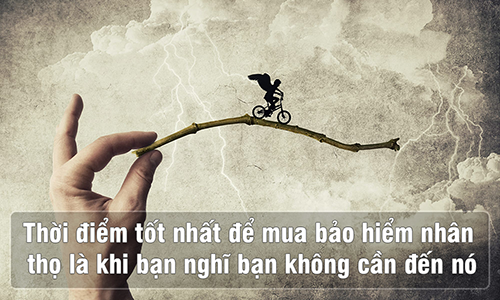 Thời điểm tốt nhất để mua bảo hiểm nhân
thọ là khi bạn nghĩ bạn không cần đến nó